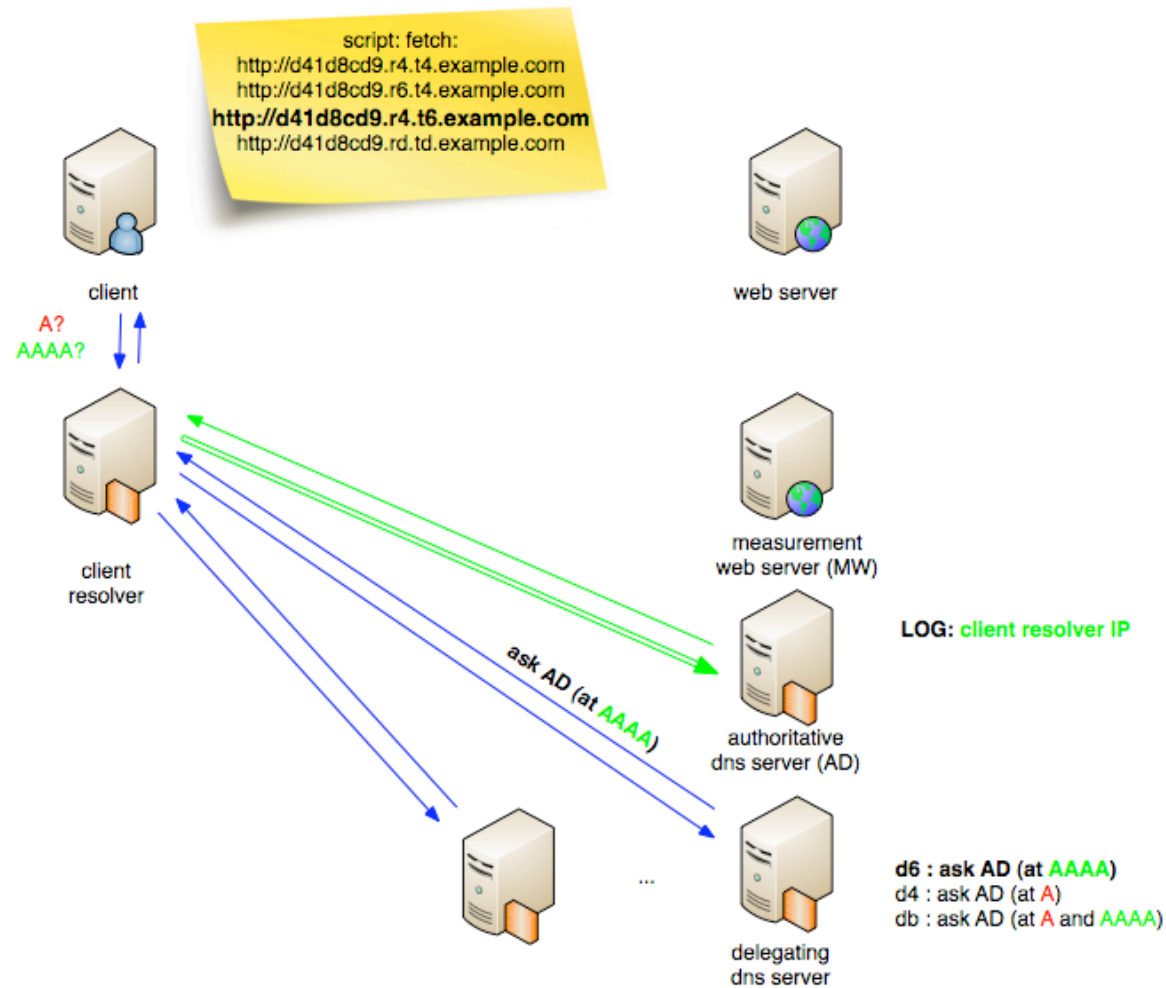 script: fetch:
http://d41d8cd9.r4.t4.example.com
http://d41d8cd9.r6.t4.example.com
http://d41d8cd9.r4.t6.example.com
http://d41d8cd9.rd.td.example.com
client
web server
A?
AAAA?
client
resolver
measurement
web server (MW)
LOG: client resolver IP
ask AD (at AAAA)
authoritative
dns server (AD)
...
d6 : ask AD (at AAAA)
d4 : ask AD (at A)
db : ask AD (at A and AAAA)
delegating
dns server